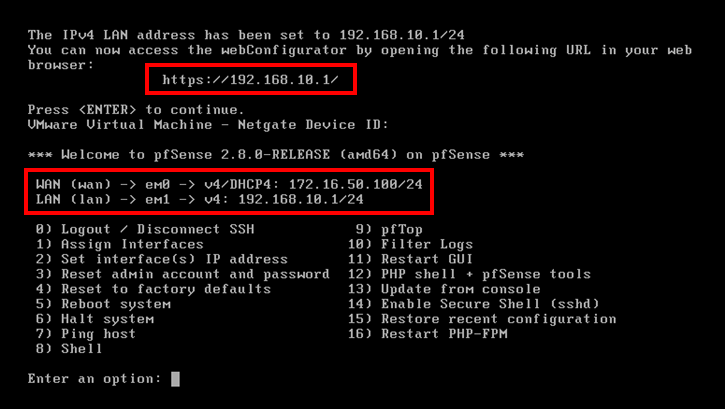 The IPv4 LAN address has been set to 192.168.10.1/24
You can now access the webConfigurator by opening the following URL in your web
browser:
https://192.168.10.1/
Press <ENTER> to continue.
VMware Virtual Machine - Netgate Device ID:
*** Welcome to pfSense 2.8.0-RELEASE (amd64) on pfSense ***
WAN (wan) -> em0 -> v4/DHCP4: 172.16.50.100/24
LAN (lan) -> em1 -> v4: 192.168.10.1/24
0) Logout / Disconnect SSH 9) pfTop
1) Assign Interfaces 10) Filter Logs
2) Set interface(s) IP address 11) Restart GUI
3) Reset admin account and password 12) PHP shell + pfSense tools
4) Reset to factory defaults 13) Update from console
5) Reboot system 14) Enable Secure Shell (sshd)
6) Halt system 15) Restore recent configuration
7) Ping host 16) Restart PHP-FPM
8) Shell
Enter an option: